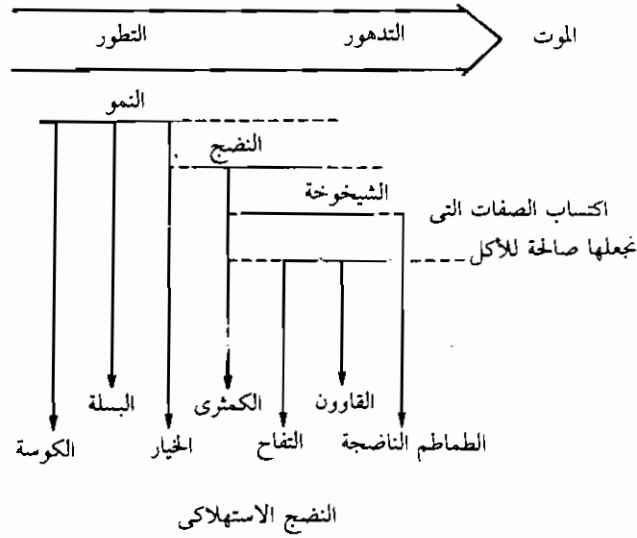 الموت
التدهور
التطور
النمو
النضج
الشيخوخة
اكتساب الصفات التى
تجعلها صالحة للأكل
القاوون
الكمثرى
البسلة
الطماطم الناضجة
التفاح
الخيار
الكوسة
النضج الاستهلاكى